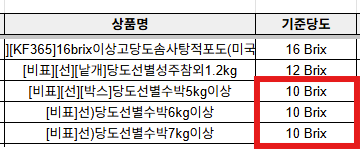 상품명 기준당도
][KF365]16brix이상고당도솜사탕적포도(미국 16 Brix
[비표][선][낱개]당도선별성주참외1.2kg 12 Brix
[비표][선][박스]당도선별수박5kg이상 10 Brix
[비표]선)당도선별수박6kg이상 10 Brix
[비표]선)당도선별수박7kg이상 10 Brix